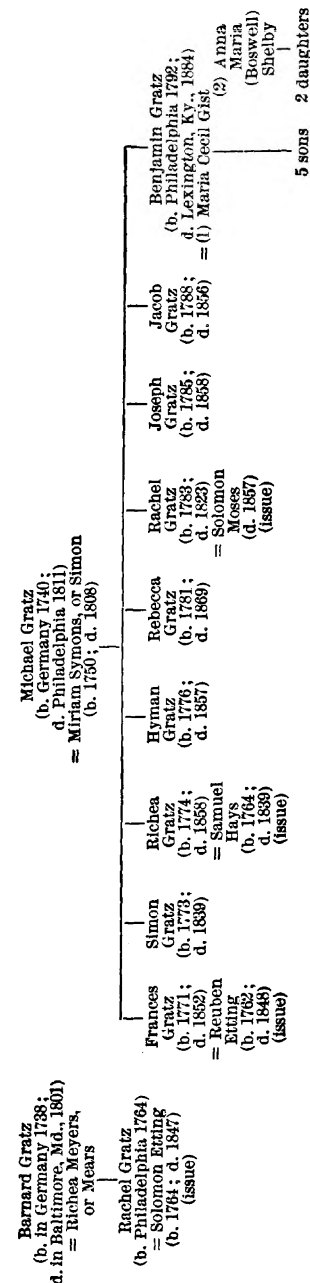 Barnard Gratz
(b. in Germany 1738;
d. in Baltimore, Md., 1801)
= Richea Meyers,
or Mears
Rachel Gratz
(b. Philadelphia 1764)
= Solomon Etting
(b. 1764; d. 1847)
(issue)
Michael Gratz
(b. Germany 1740;
d. Philadelphia 1811)
= Miriam Symons, or Simon
(b. 1750; d. 1808)
Frances
Gratz
(b. 1771;
d. 1852)
= Reuben
Etting
(b. 1762;
d. 1848)
(issue)
Simon
Gratz
(b. 1773;
d. 1839)
Richea
Gratz
(b. 1774;
d. 1858)
= Samuel
Hays
(b. 1764;
d. 1839)
(issue)
Hyman
Gratz
(b. 1776;
d. 1857)
Rebecca
Gratz
(b. 1781;
d. 1869)
Rachel
Gratz
(b. 1783;
d. 1823)
= Solomon
Moses
(d. 1857)
(issue)
Joseph
Gratz
(b. 1785;
d. 1858)
Jacob
Gratz
(b. 1788;
d. 1856)
Benjamin Gratz
(b. Philadelphia 1792;
d. Lexington, Ky., 1884)
= (1) Maria Cecil Gist
(2) Anna
Maria
(Boswell)
Shelby
5 sons
2 daughters